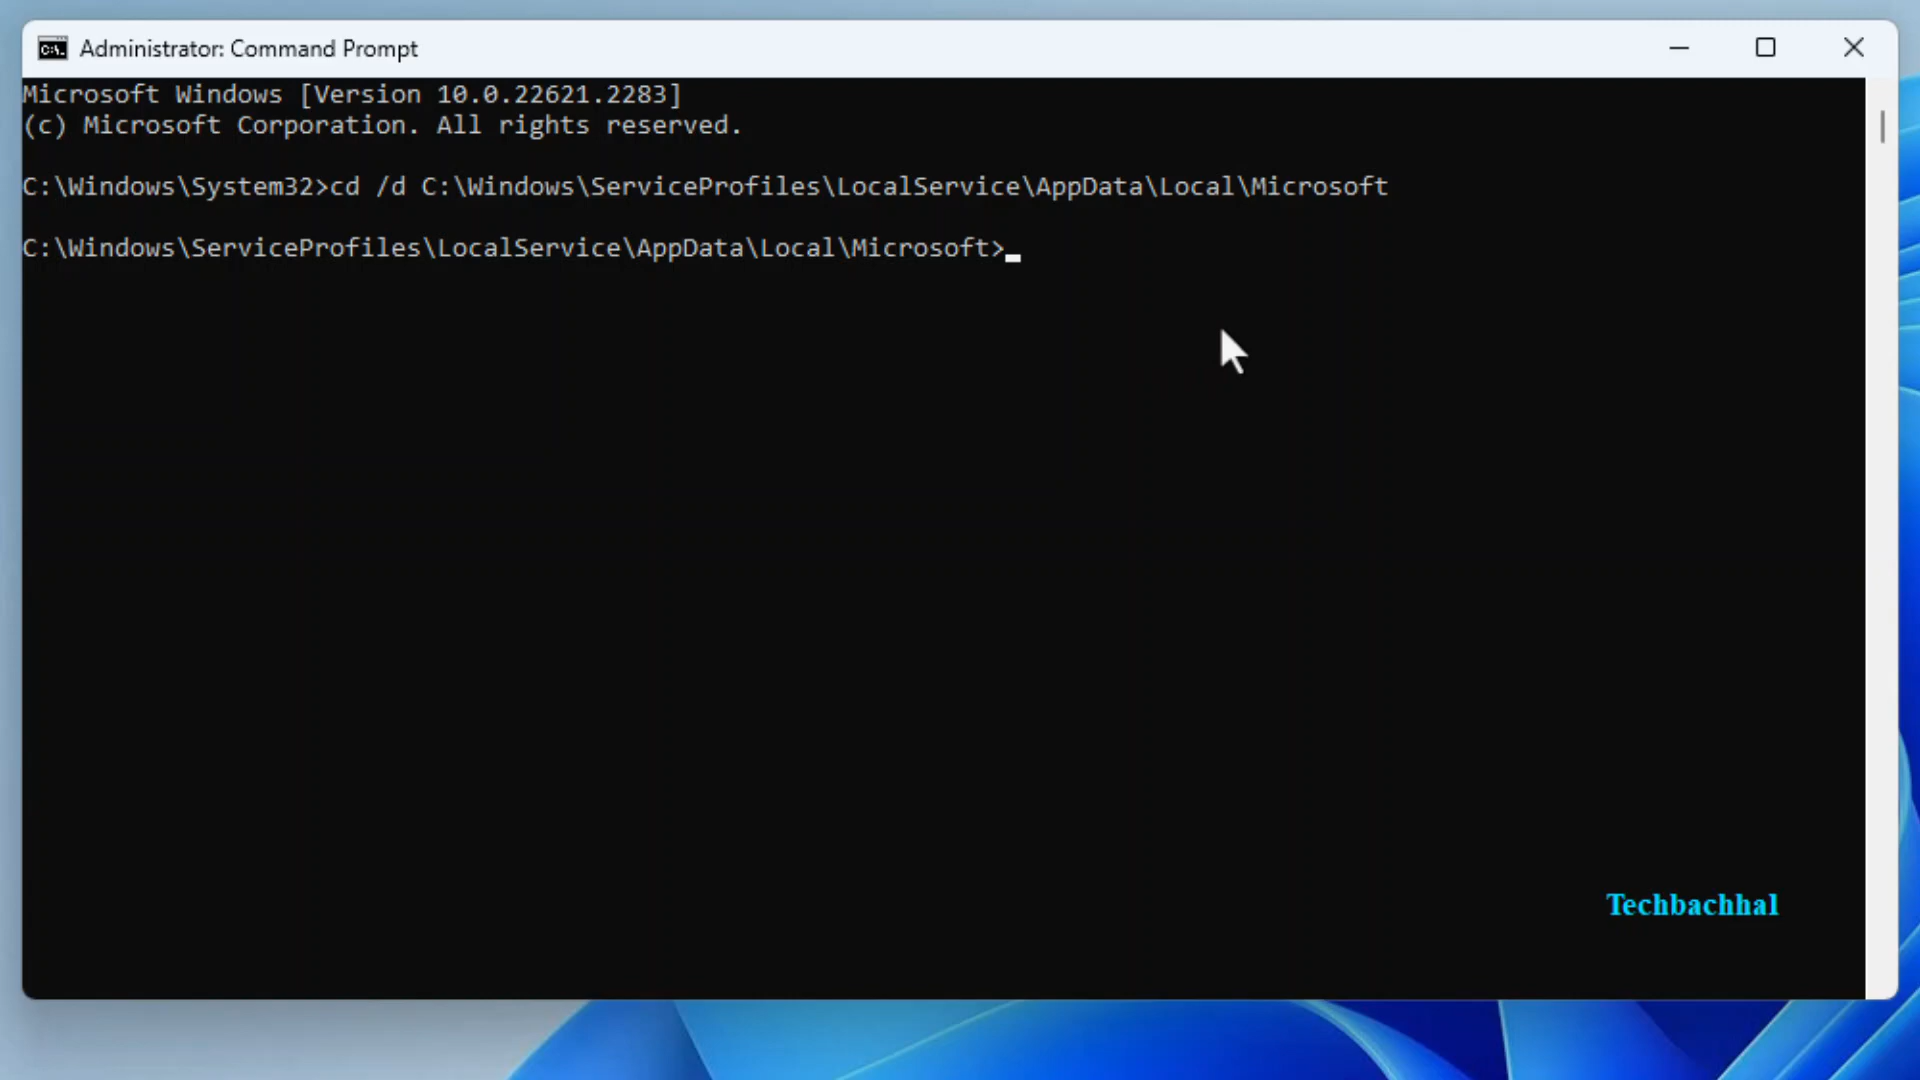 Administrator: Command Prompt
Microsoft Windows [Version 10.0.22621.2283]
(c) Microsoft Corporation. All rights reserved.
C:\Windows\System32>cd /d C:\Windows\ServiceProfiles\LocalService\AppData\Local\Microsoft
C:\Windows\ServiceProfiles\LocalService\AppData\Local\Microsoft>
Techbachhal